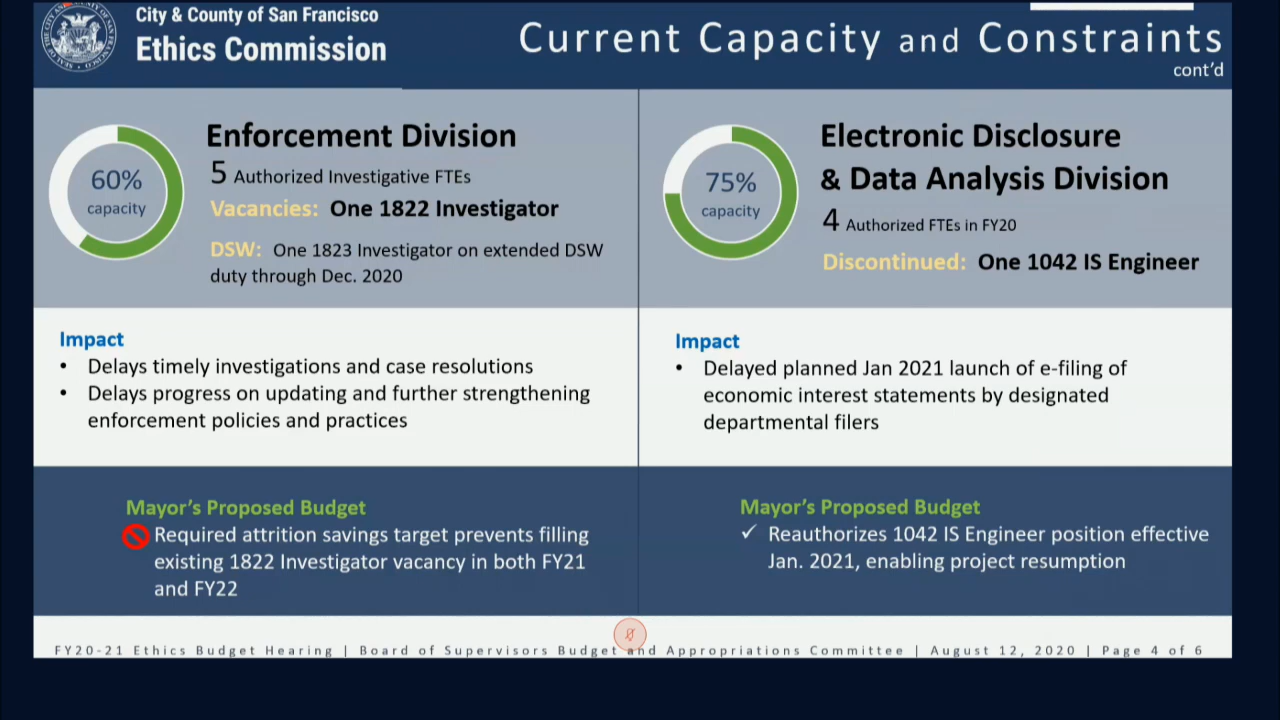 City & County of San Francisco
Ethics Commission
Current Capacity and Constraints
cont'd
60%
capacity
Enforcement Division
5 Authorized Investigative FTEs
Vacancies: One 1822 Investigator
DSW: One 1823 Investigator on extended DSW
duty through Dec. 2020
75%
capacity
Electronic Disclosure
& Data Analysis Division
4 Authorized FTEs in FY20
Discontinued: One 1042 IS Engineer
Impact
• Delays timely investigations and case resolutions
• Delays progress on updating and further strengthening
enforcement policies and practices
Impact
• Delayed planned Jan 2021 launch of e-filing of
economic interest statements by designated
departmental filers
Mayor's Proposed Budget
Required attrition savings target prevents filling
existing 1822 Investigator vacancy in both FY21
and FY22
Mayor's Proposed Budget
✓ Reauthorizes 1042 IS Engineer position effective
Jan. 2021, enabling project resumption
FY20-21 Ethics Budget Hearing | Board of Supervisors Budget and Appropriations Committee | August 12, 2020 | Page 4 of 6